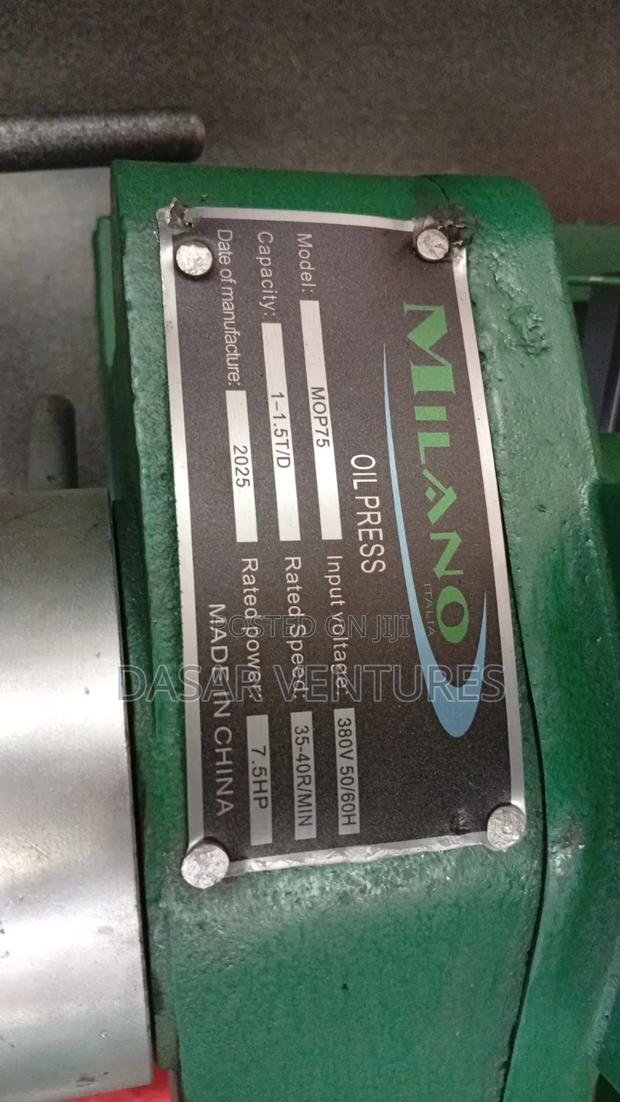 MILANO
ITALIA
OIL PRESS
Model: MOP75 Input voltage: 380V 50/60H
Capacity: 1-1.5T/D Rated Speed: 35-40R/MIN
Date of manufacture: 2025 Rated power: 7.5HP
MADE IN CHINA
POSTED ON JIJI
DASAR VENTURES